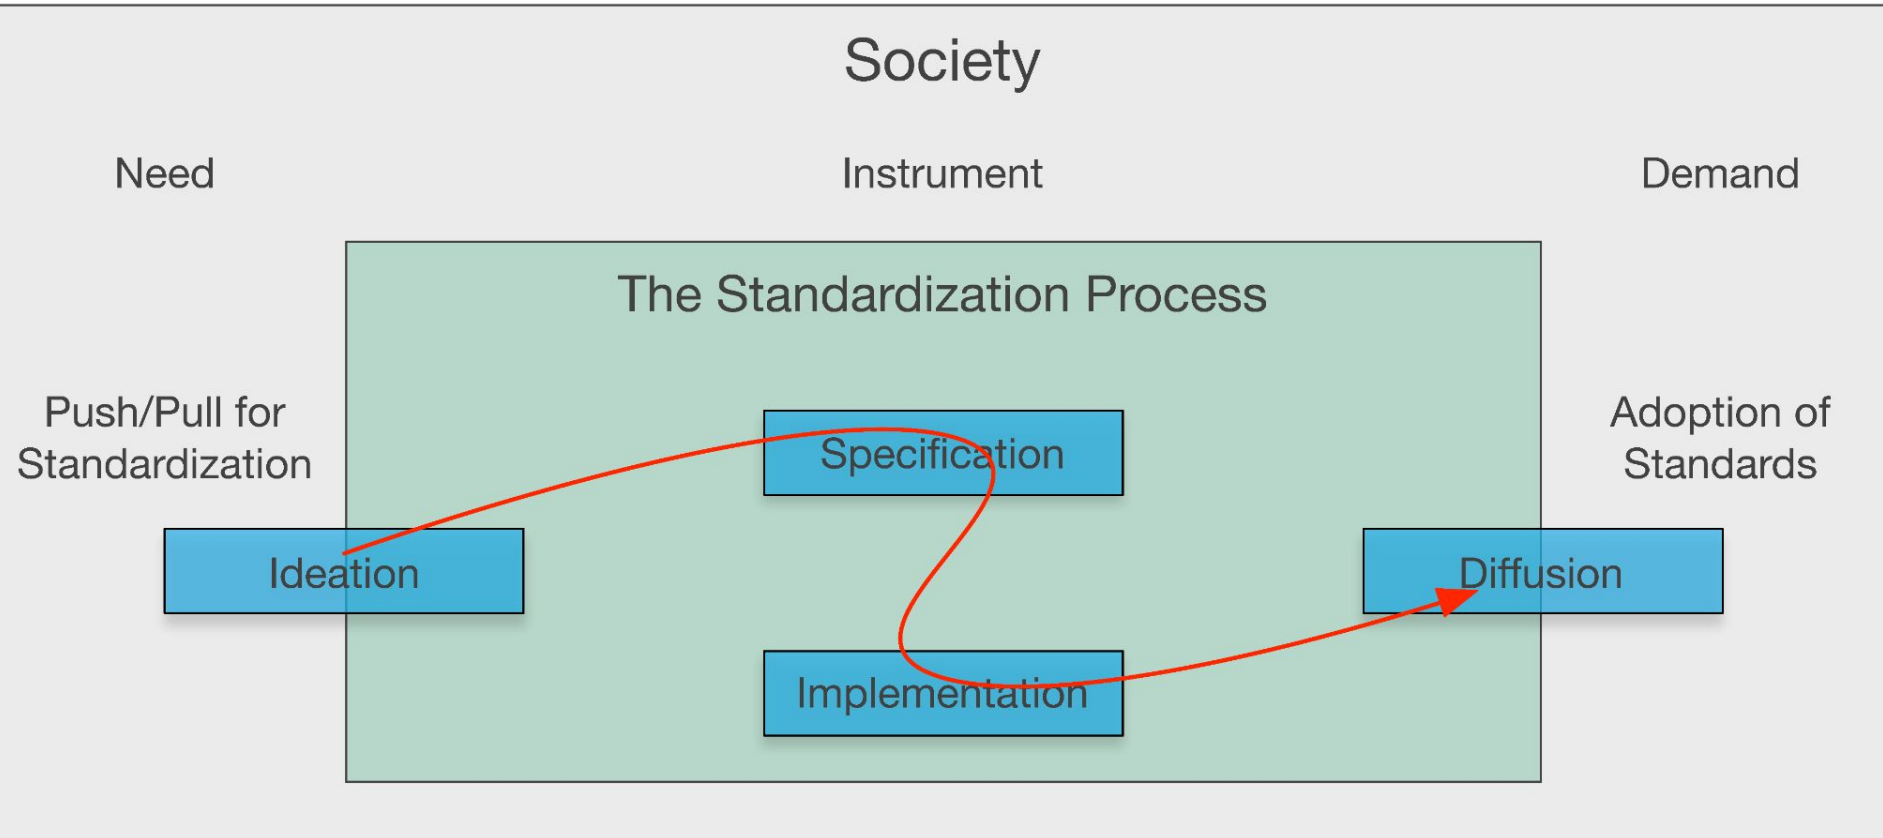 Society
Need
Instrument
Demand
The Standardization Process
Push/Pull for
Standardization
Specification
Adoption of
Standards
Ideation
Diffusion
Implementation